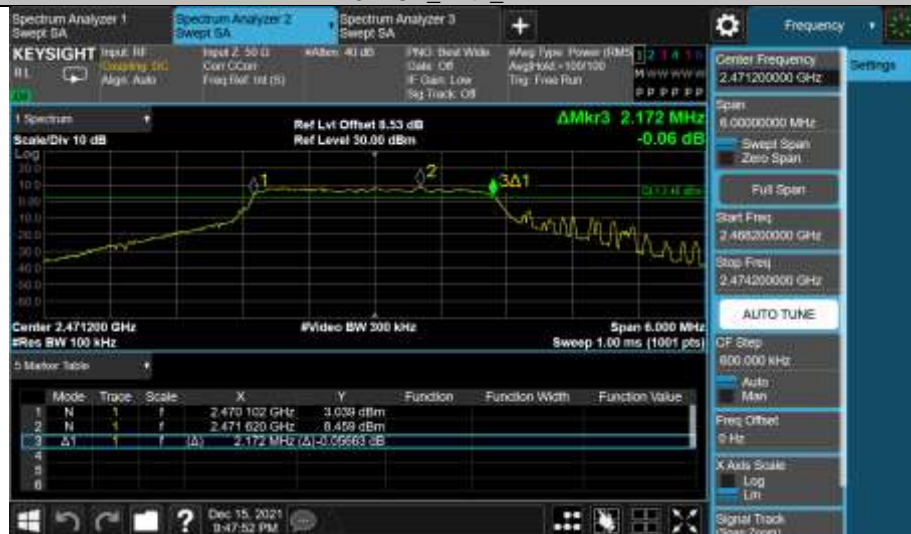 Spectrum Analyzer 1
Swept SA
Spectrum Analyzer 2
Swept SA
Spectrum Analyzer 3
Swept SA
+
Frequency
KEYSIGHT
Input: RF
Coupling: DC
Align: Auto
Input Z: 50 Ω
Corr CCorr
Freq Ref: Int (S)
#Atten: 40 dB
PNO: Best Wide
Gate: Off
IF Gain: Low
Sig Track: Off
#Avg Type: Power (RMS)
Avg|Hold: >100/100
Trig: Free Run
Center Frequency
2.471200000 GHz
Settings
Span
6.00000000 MHz
Swept Span
Zero Span
Full Span
Start Freq
2.468200000 GHz
Stop Freq
2.474200000 GHz
AUTO TUNE
CF Step
600.000 kHz
Auto
Man
Freq Offset
0 Hz
X Axis Scale
Log
Lin
Signal Track
(Span Zoom)
1 Spectrum
Scale/Div 10 dB
Log
Ref Lvl Offset 8.53 dB
Ref Level 30.00 dBm
ΔMkr3 2.172 MHz
-0.06 dB
1
2
3Δ1
Center 2.471200 GHz
#Res BW 100 kHz
#Video BW 300 kHz
Span 6.000 MHz
Sweep 1.00 ms (1001 pts)
5 Marker Table
Mode Trace Scale X Y Function Function Width Function Value
1 N 1 f 2.470 102 GHz 3.039 dBm
2 N 1 f 2.471 620 GHz 8.459 dBm
3 Δ1 1 f (Δ) 2.172 MHz (Δ) -0.05663 dB
4
5
6
?
Dec 15, 2021
9:47:52 PM